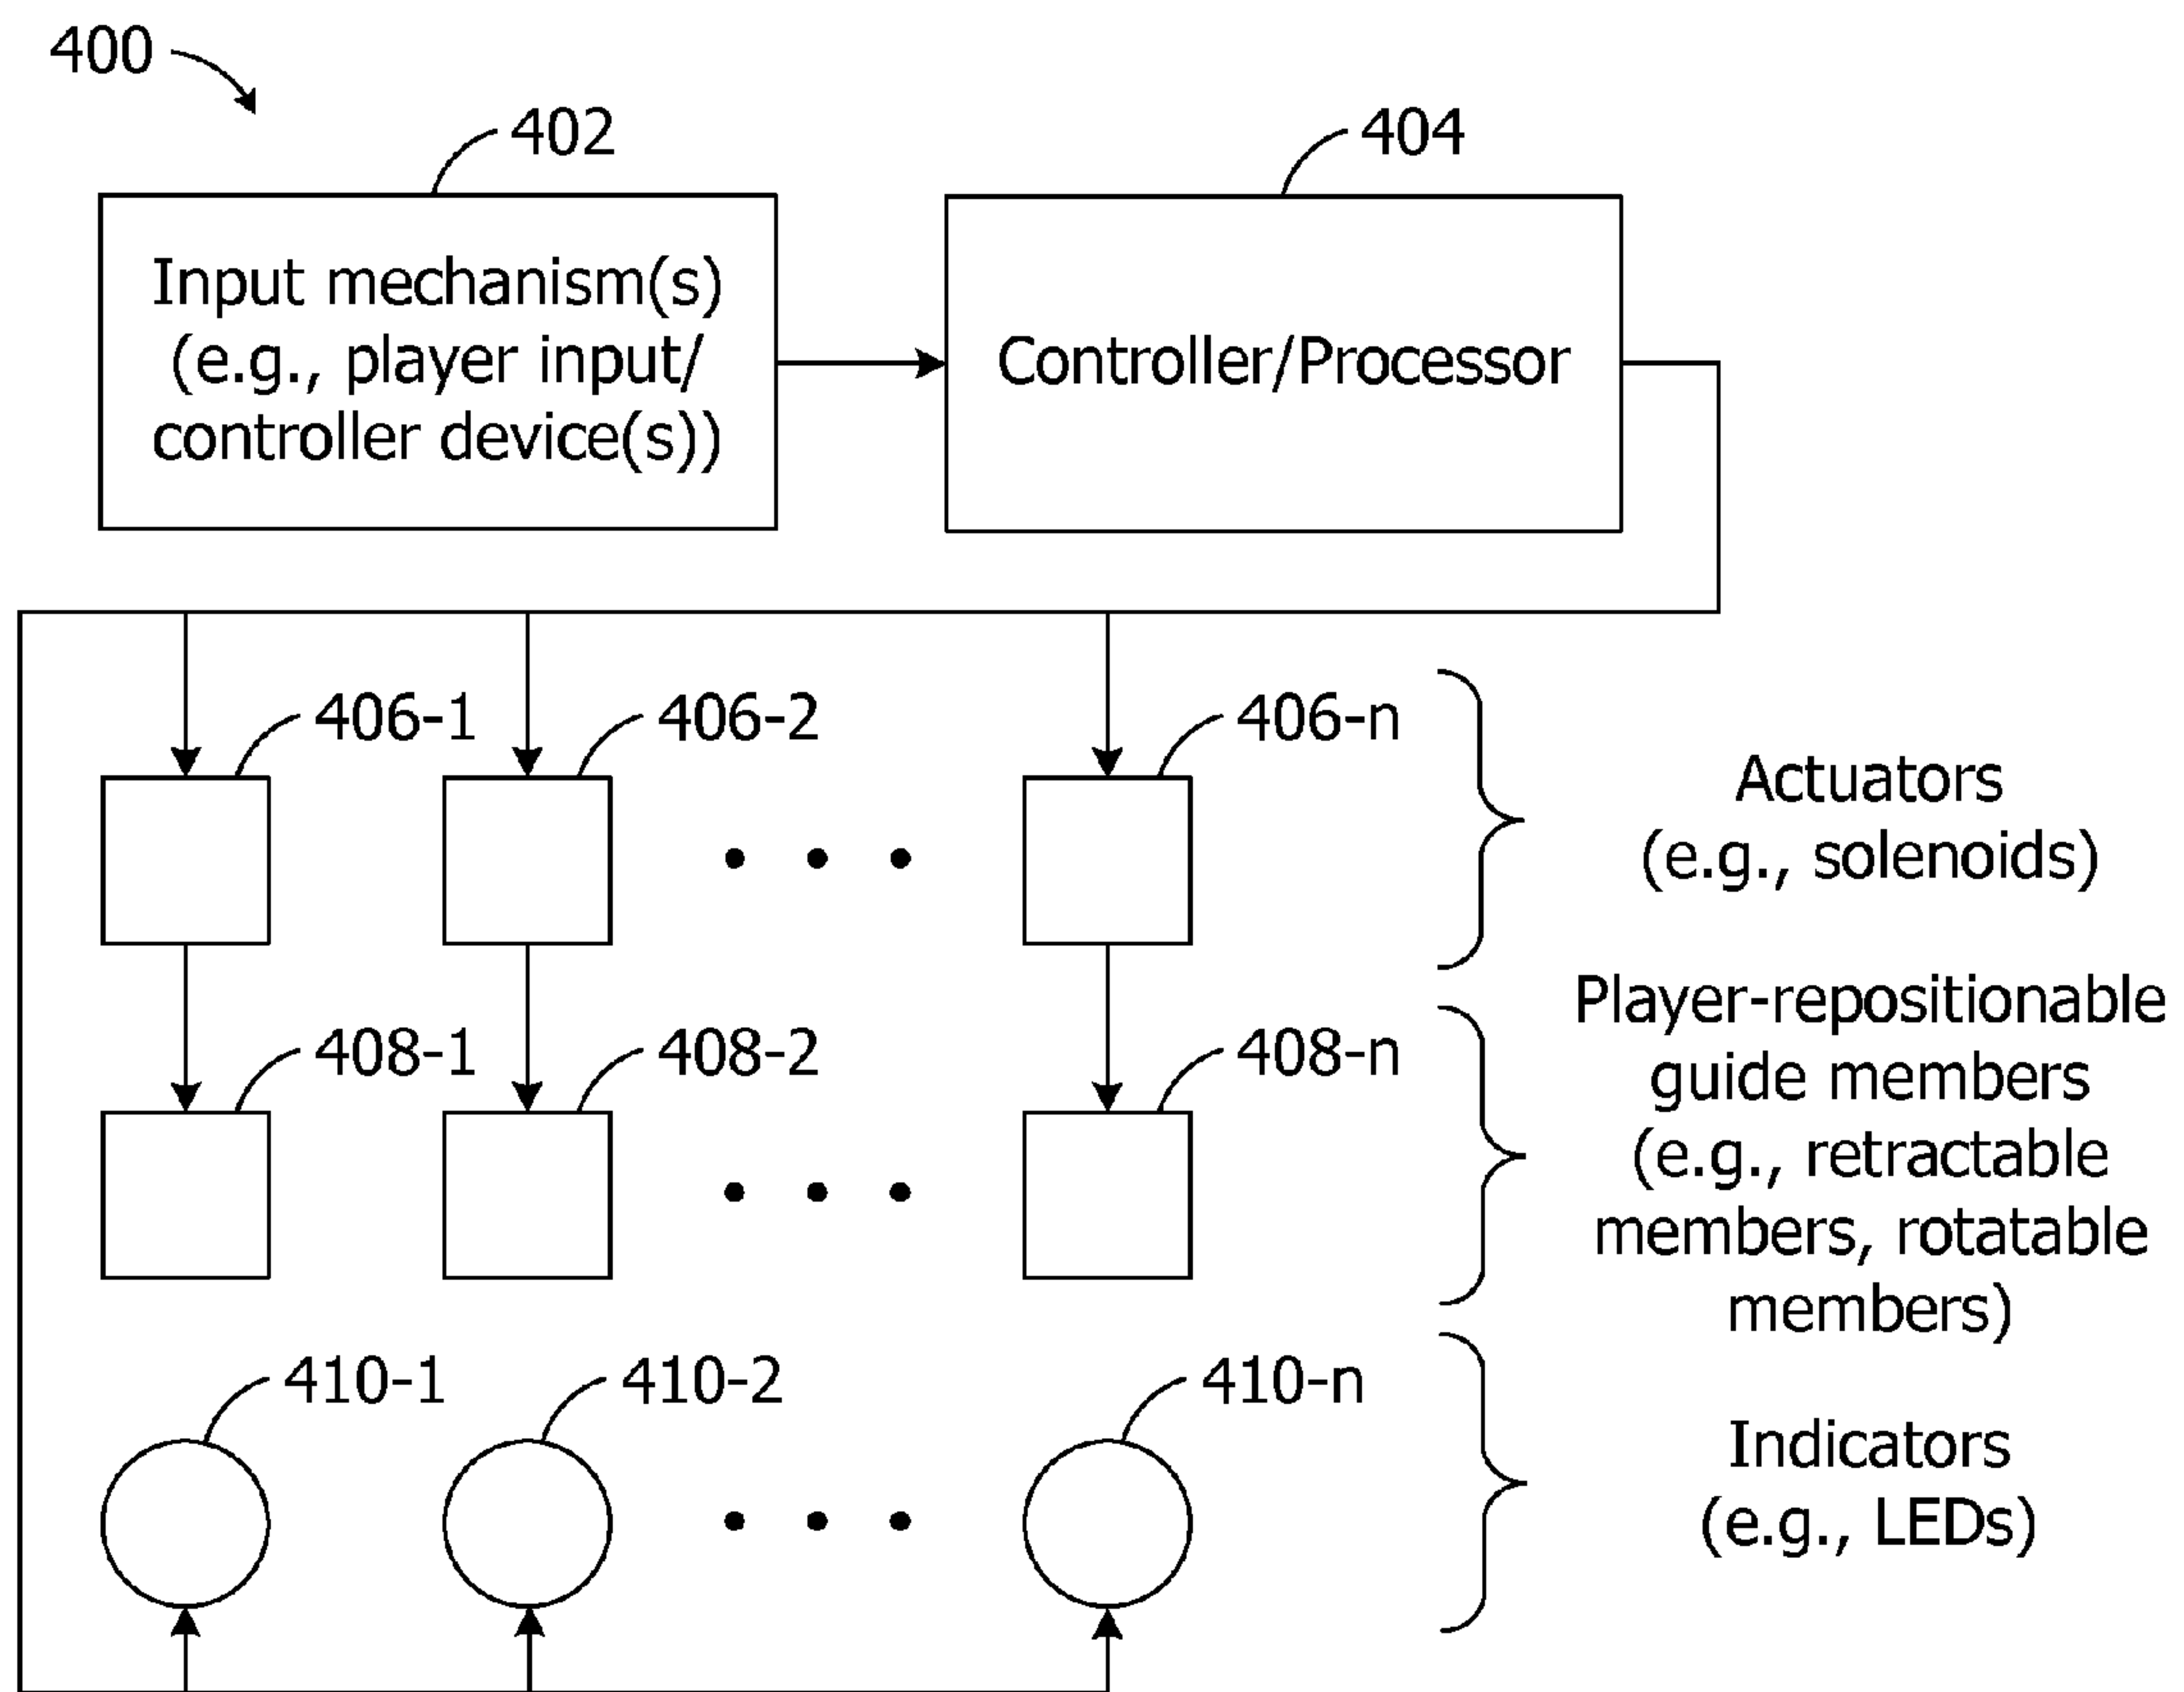 400
402
404
Input mechanism(s)
(e.g., player input/
controller device(s))
Controller/Processor
406-1
406-2
406-n
Actuators
(e.g., solenoids)
408-1
408-2
408-n
Player-repositionable
guide members
(e.g., retractable
members, rotatable
members)
410-1
410-2
410-n
Indicators
(e.g., LEDs)